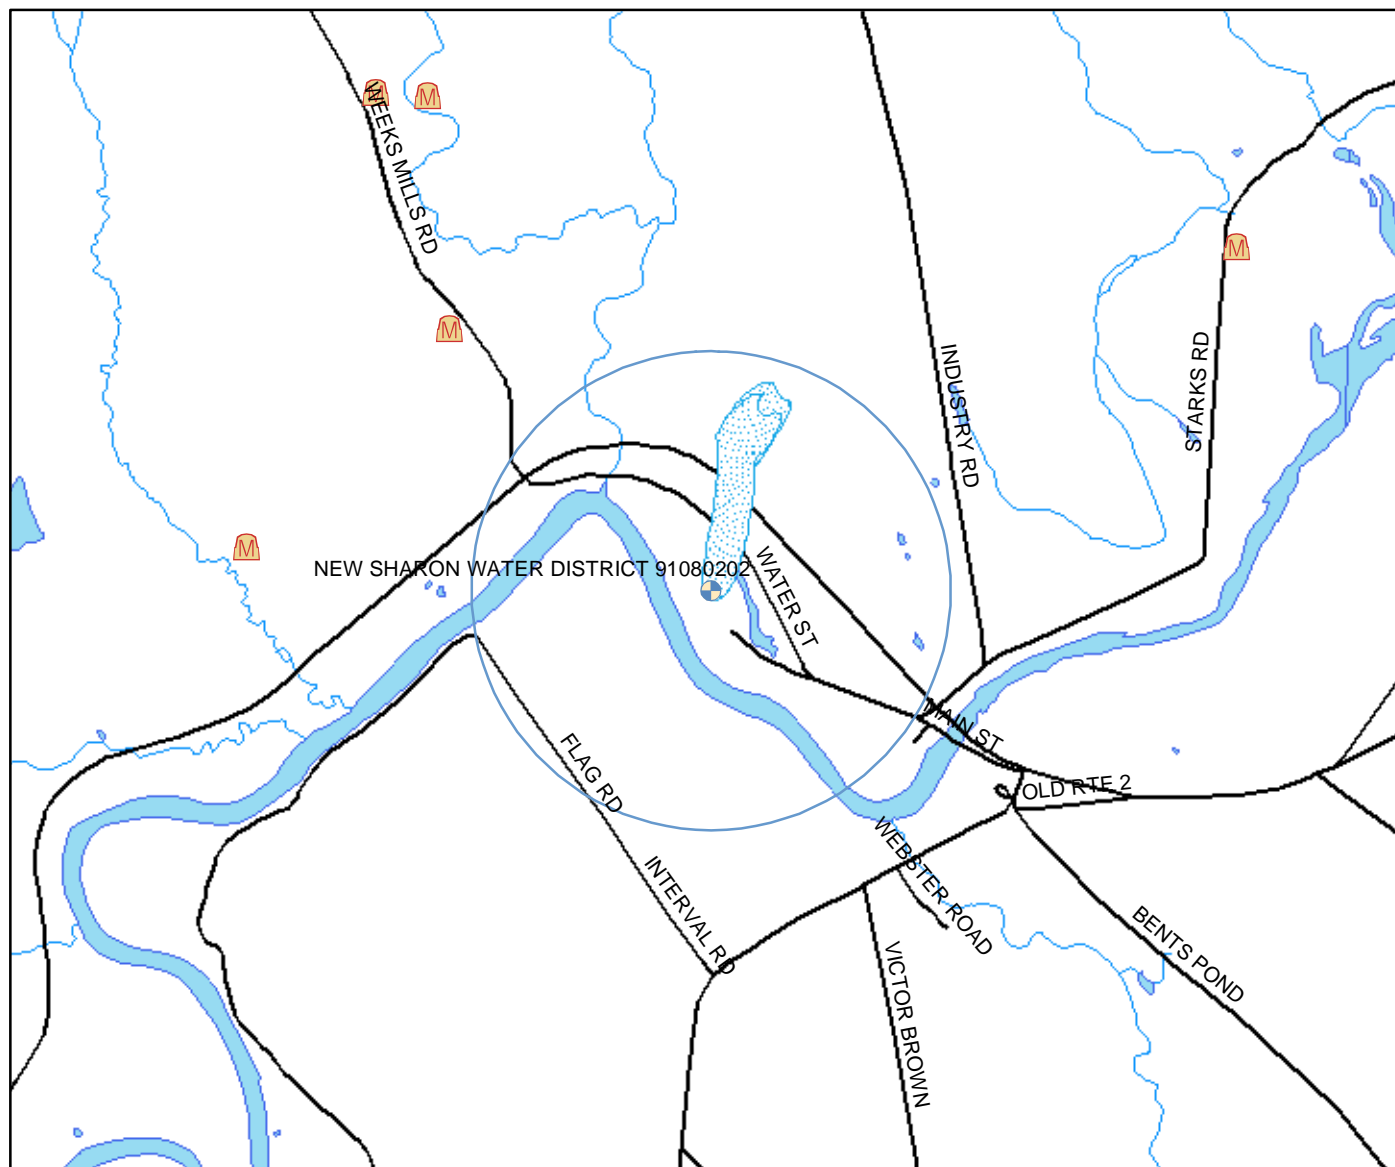 M
M
WEEKS MILLS RD
M
M
INDUSTRY RD
STARKS RD
M
NEW SHARON WATER DISTRICT 91080202
WATER ST
MAIN ST
FLAG RD
OLD RTE 2
WEBSTER ROAD
INTERVAL RD
VICTOR BROWN
BENTS POND